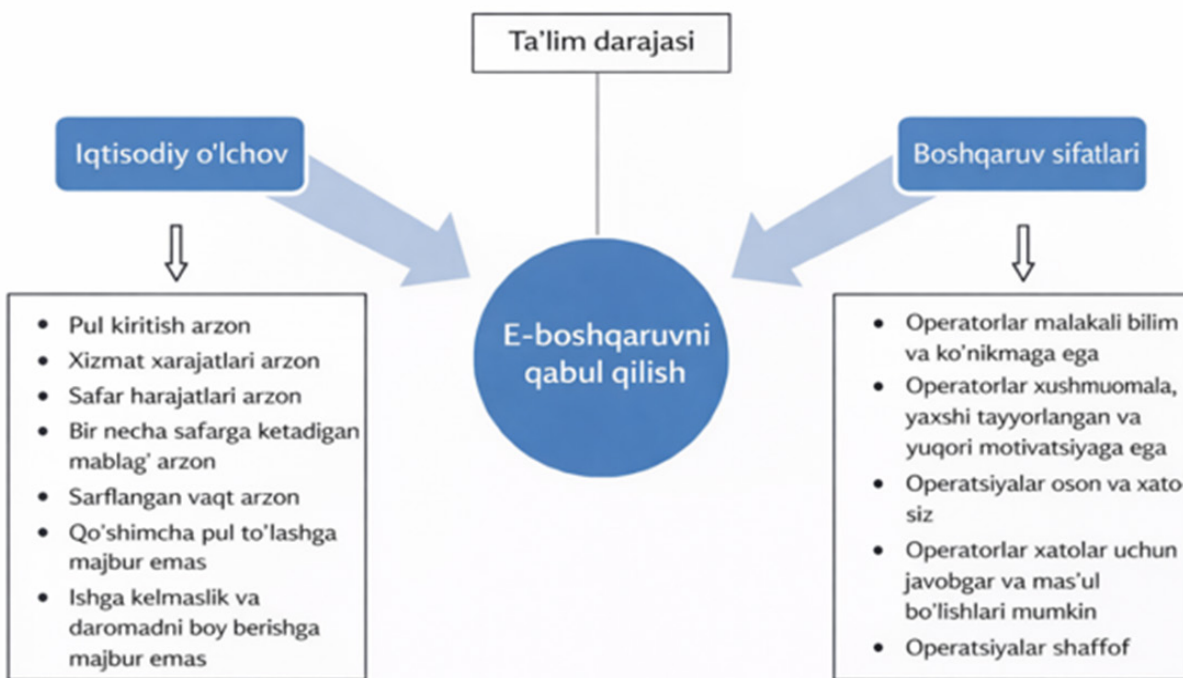 Ta'lim darajasi
Iqtisodiy o'lchov
Boshqaruv sifatlari
E-boshqaruvni
qabul qilish
• Pul kiritish arzon
• Xizmat xarajatlari arzon
• Safar harajatlari arzon
• Bir necha safarga ketadigan
mablag' arzon
• Sarflangan vaqt arzon
• Qo'shimcha pul to'lashga
majbur emas
• Ishga kelmaslik va
daromadni boy berishga
majbur emas
• Operatorlar malakali bilim
va ko'nikmaga ega
• Operatorlar xushmuomala,
yaxshi tayyorlangan va
yuqori motivatsiyaga ega
• Operatsiyalar oson va xato-
siz
• Operatorlar xatolar uchun
javobgar va mas'ul
bo'lishlari mumkin
• Operatsiyalar shaffof